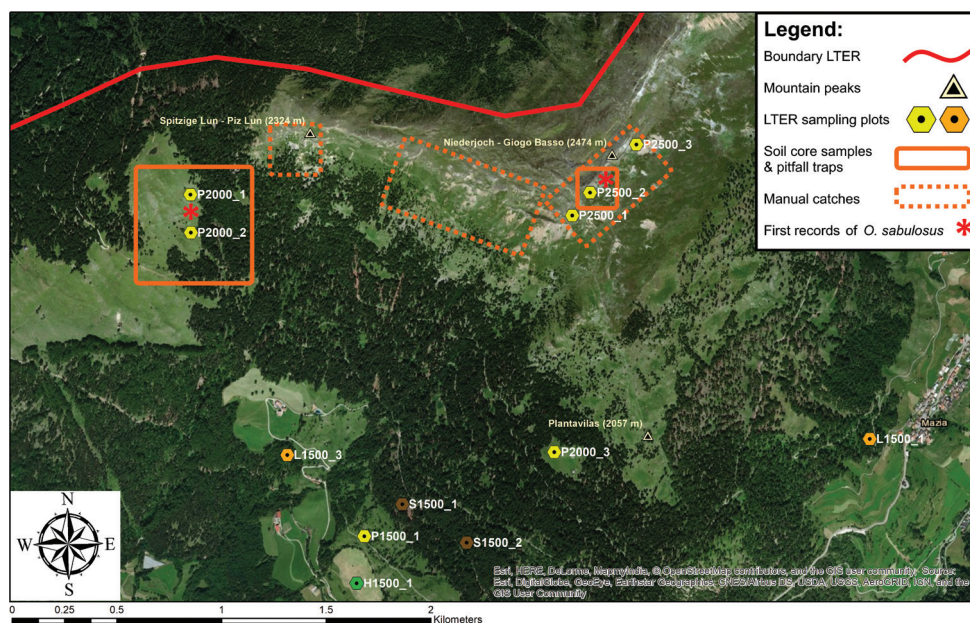 Legend:
Boundary LTER
Mountain peaks
LTER sampling plots
Soil core samples
& pitfall traps
Manual catches
First records of O. sabulosus
Spitzige Lun - Piz Lun (2324 m)
Niederjoch - Giogo Basso (2474 m)
P2500_3
P2000_1
P2500_2
P2500_1
P2000_2
Plantavilas (2057 m)
Mazia
L1500_1
L1500_3
P2000_3
S1500_1
P1500_1
S1500_2
H1500_1
N
W E
S
Esri, HERE, DeLorme, MapmyIndia, © OpenStreetMap contributors, and the GIS user community Source:
Esri, DigitalGlobe, GeoEye, Earthstar Geographics, CNES/Airbus DS, USDA, USGS, AeroGRID, IGN, and the
GIS User Community
0 0.25 0.5 1 1.5 2
Kilometers